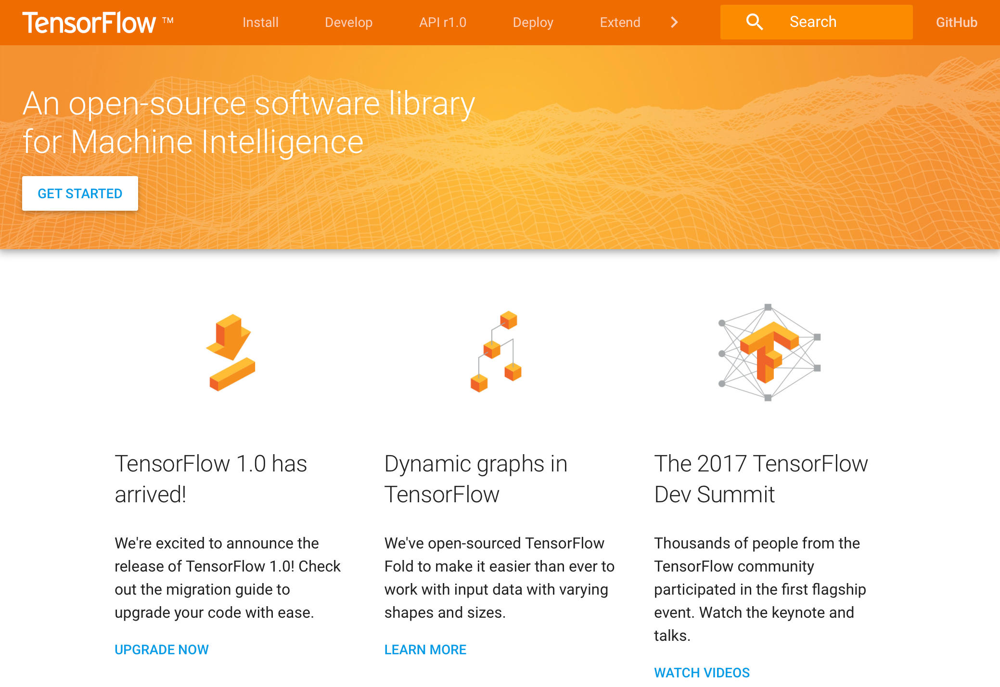 TensorFlow™
Install
Develop
API r1.0
Deploy
Extend
Search
GitHub
An open-source software library
for Machine Intelligence
GET STARTED
TensorFlow 1.0 has
arrived!
We're excited to announce the
release of TensorFlow 1.0! Check
out the migration guide to
upgrade your code with ease.
UPGRADE NOW
Dynamic graphs in
TensorFlow
We've open-sourced TensorFlow
Fold to make it easier than ever to
work with input data with varying
shapes and sizes.
LEARN MORE
The 2017 TensorFlow
Dev Summit
Thousands of people from the
TensorFlow community
participated in the first flagship
event. Watch the keynote and
talks.
WATCH VIDEOS